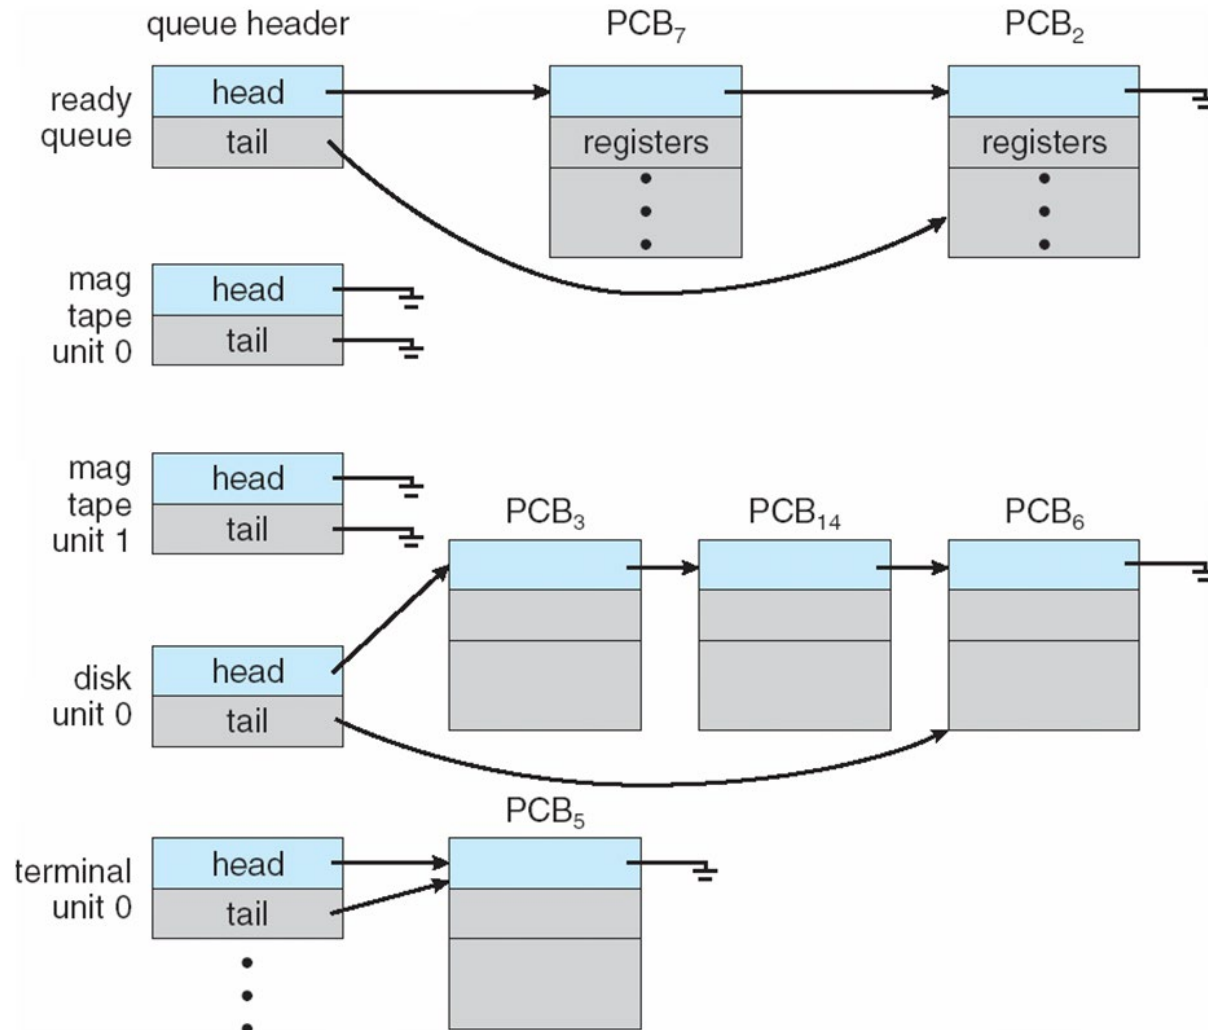 queue header
PCB₇
PCB₂
ready
queue
head
tail
registers
registers
mag
tape
unit 0
head
tail
mag
tape
unit 1
head
tail
PCB₃
PCB₁₄
PCB₆
disk
unit 0
head
tail
PCB₅
terminal
unit 0
head
tail